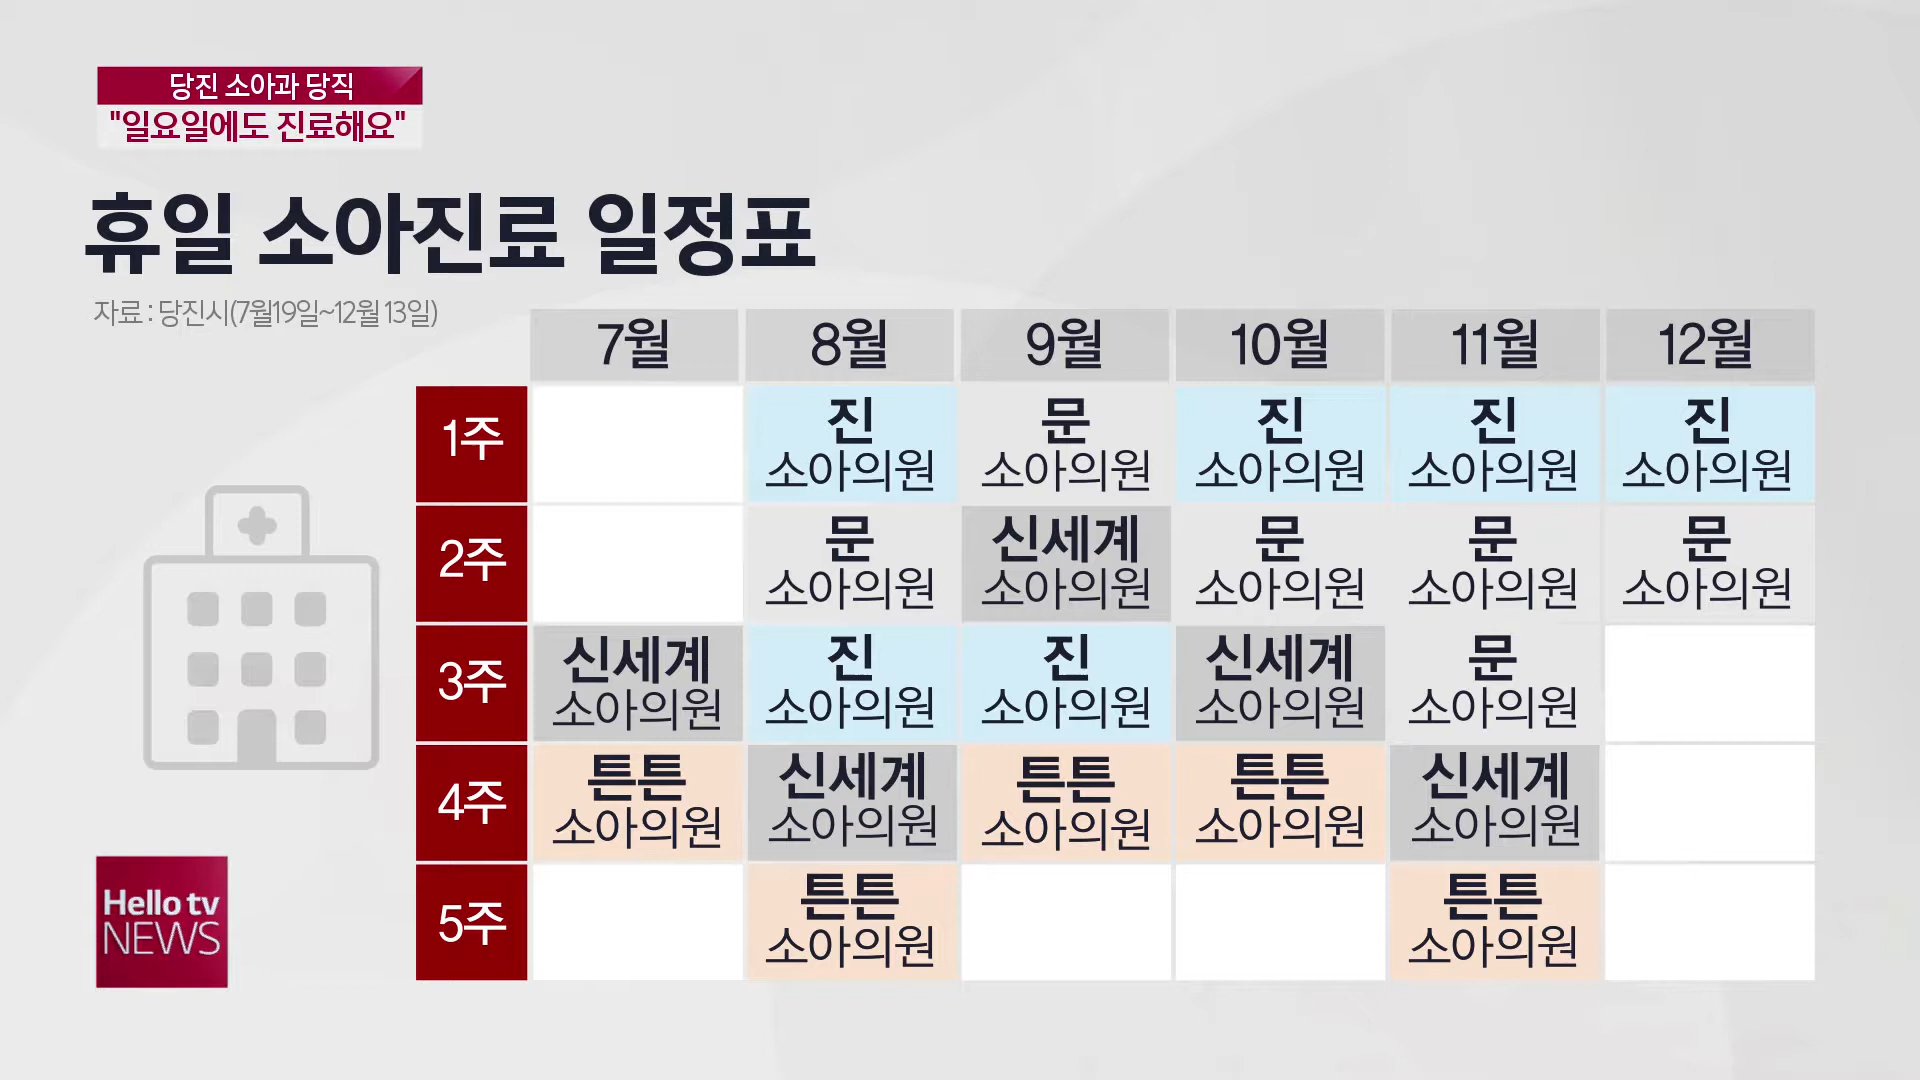 당진 소아과 당직
"일요일에도 진료해요"
휴일 소아진료 일정표
자료 : 당진시(7월19일~12월 13일)
7월 8월 9월 10월 11월 12월
1주 진 문 진 진 진
소아의원 소아의원 소아의원 소아의원 소아의원
2주 문 신세계 문 문 문
소아의원 소아의원 소아의원 소아의원 소아의원
3주 신세계 진 진 신세계 문
소아의원 소아의원 소아의원 소아의원 소아의원
4주 튼튼 신세계 튼튼 튼튼 신세계
소아의원 소아의원 소아의원 소아의원 소아의원
5주 튼튼 튼튼
소아의원 소아의원
Hello tv
NEWS